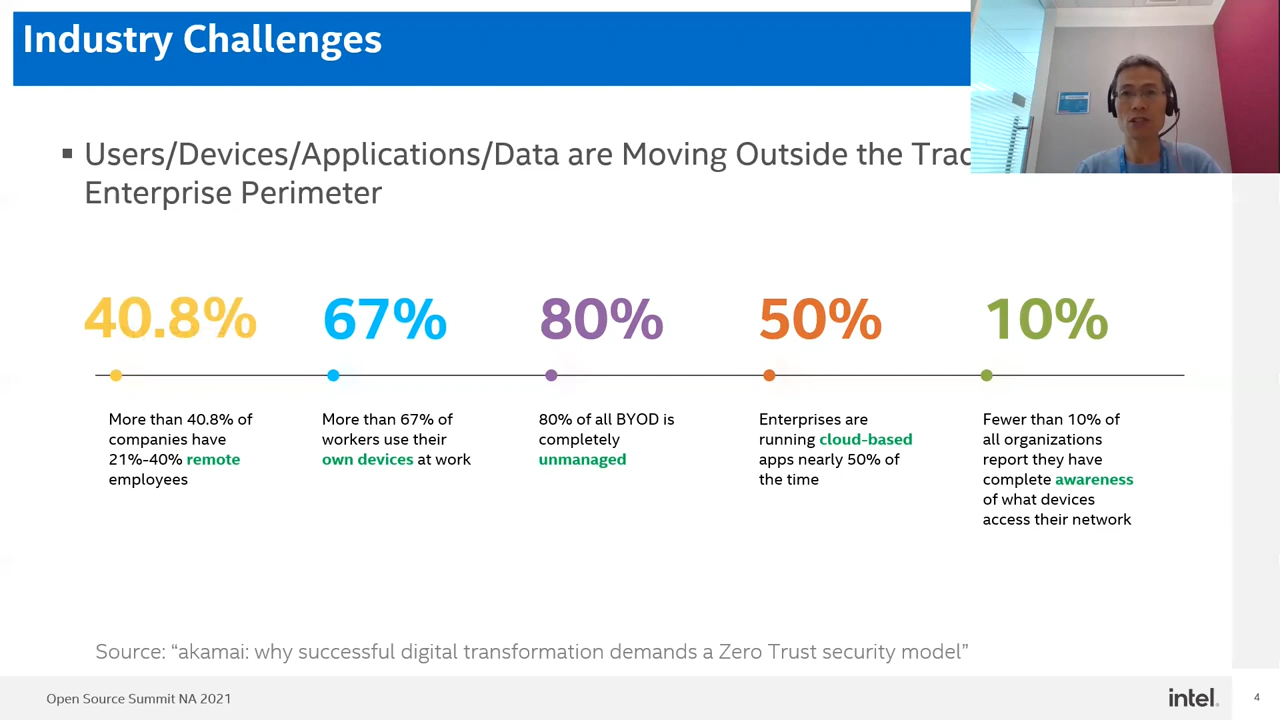 Industry Challenges
▪ Users/Devices/Applications/Data are Moving Outside the
Enterprise Perimeter
40.8% 67% 80% 50% 10%
More than 40.8% of
companies have
21%-40% remote
employees
More than 67% of
workers use their
own devices at work
80% of all BYOD is
completely
unmanaged
Enterprises are
running cloud-based
apps nearly 50% of
the time
Fewer than 10% of
all organizations
report they have
complete awareness
of what devices
access their network
Source: “akamai: why successful digital transformation demands a Zero Trust security model”
Open Source Summit NA 2021
intel.
4